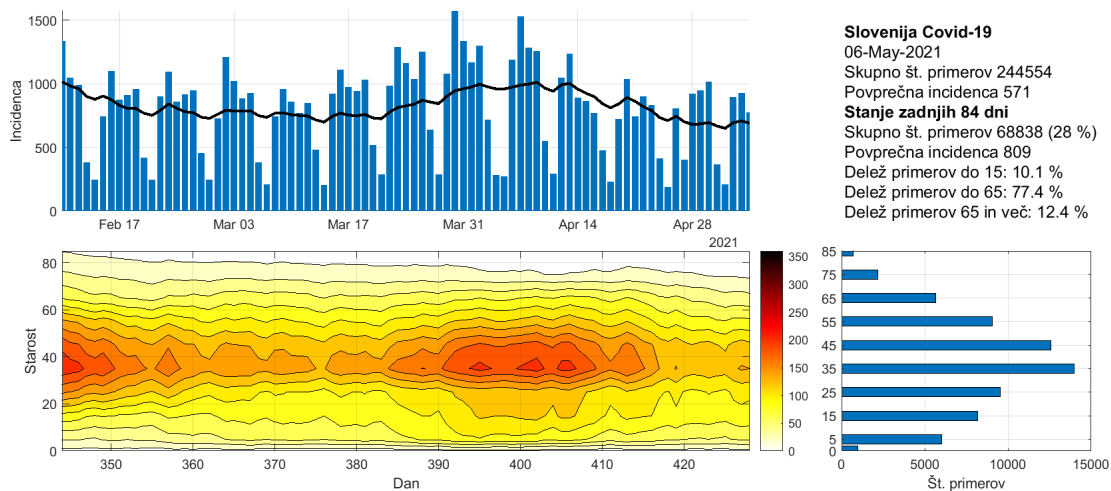 1500
1000
500
0
Incidenca
Feb 17
Mar 03
Mar 17
Mar 31
Apr 14
Apr 28
2021
Slovenija Covid-19
06-May-2021
Skupno št. primerov 244554
Povprečna incidenca 571
Stanje zadnjih 84 dni
Skupno št. primerov 68838 (28 %)
Povprečna incidenca 809
Delež primerov do 15: 10.1 %
Delež primerov do 65: 77.4 %
Delež primerov 65 in več: 12.4 %
80
60
40
20
0
Starost
350
360
370
380
390
400
410
420
Dan
350
300
250
200
150
100
50
0
85
75
65
55
45
35
25
15
5
0
0
5000
10000
15000
Št. primerov